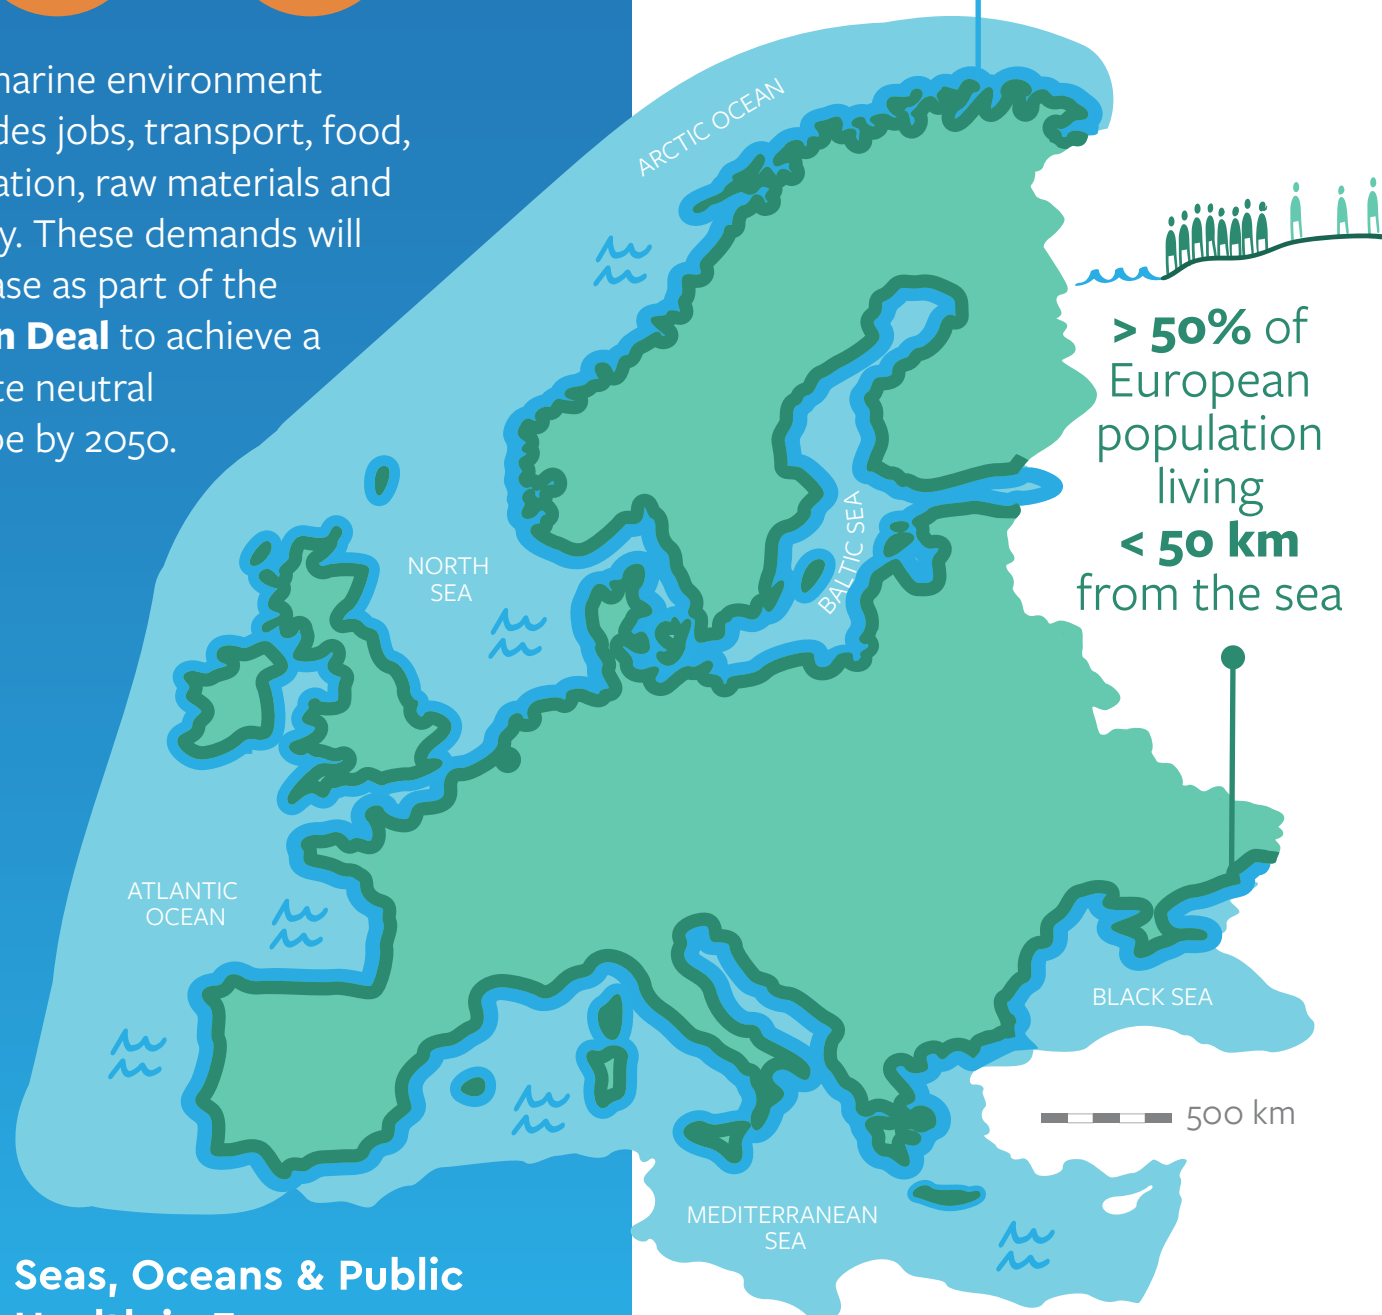 marine environment
des jobs, transport, food,
ation, raw materials and
y. These demands will
ase as part of the
n Deal to achieve a
te neutral
pe by 2050.
ARCTIC OCEAN
> 50% of
European
population
living
< 50 km
from the sea
NORTH
SEA
BALTIC SEA
ATLANTIC
OCEAN
BLACK SEA
500 km
MEDITERRANEAN
SEA
Seas, Oceans & Public